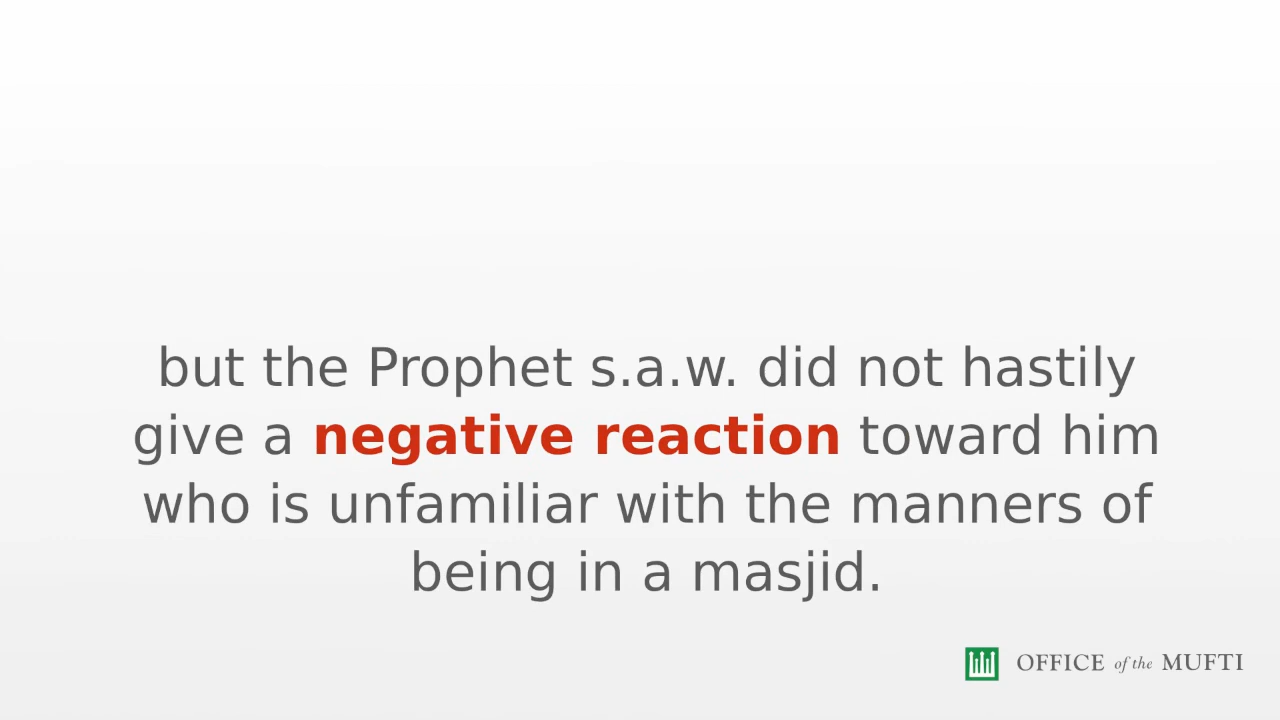 but the Prophet s.a.w. did not hastily
give a negative reaction toward him
who is unfamiliar with the manners of
being in a masjid.
OFFICE of the MUFTI